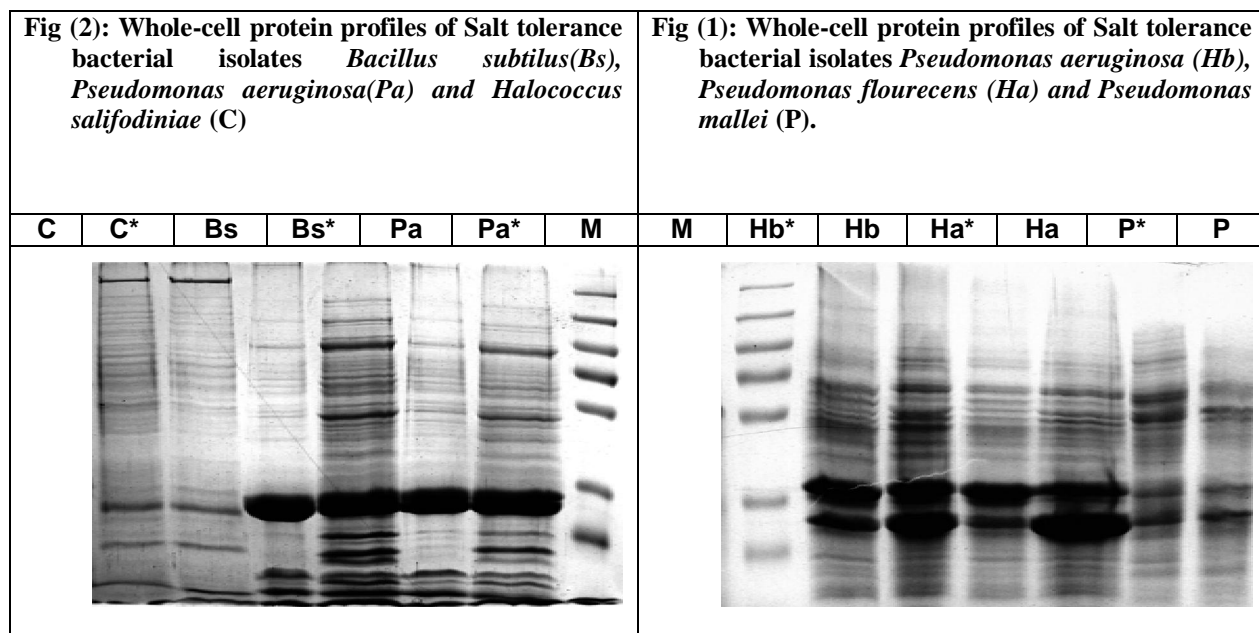 Fig (2): Whole-cell protein profiles of Salt tolerance
bacterial isolates Bacillus subtilus(Bs),
Pseudomonas aeruginosa(Pa) and Halococcus
salifodiniae (C)
Fig (1): Whole-cell protein profiles of Salt tolerance
bacterial isolates Pseudomonas aeruginosa (Hb),
Pseudomonas flourecens (Ha) and Pseudomonas
mallei (P).
C C* Bs Bs* Pa Pa* M
M Hb* Hb Ha* Ha P* P